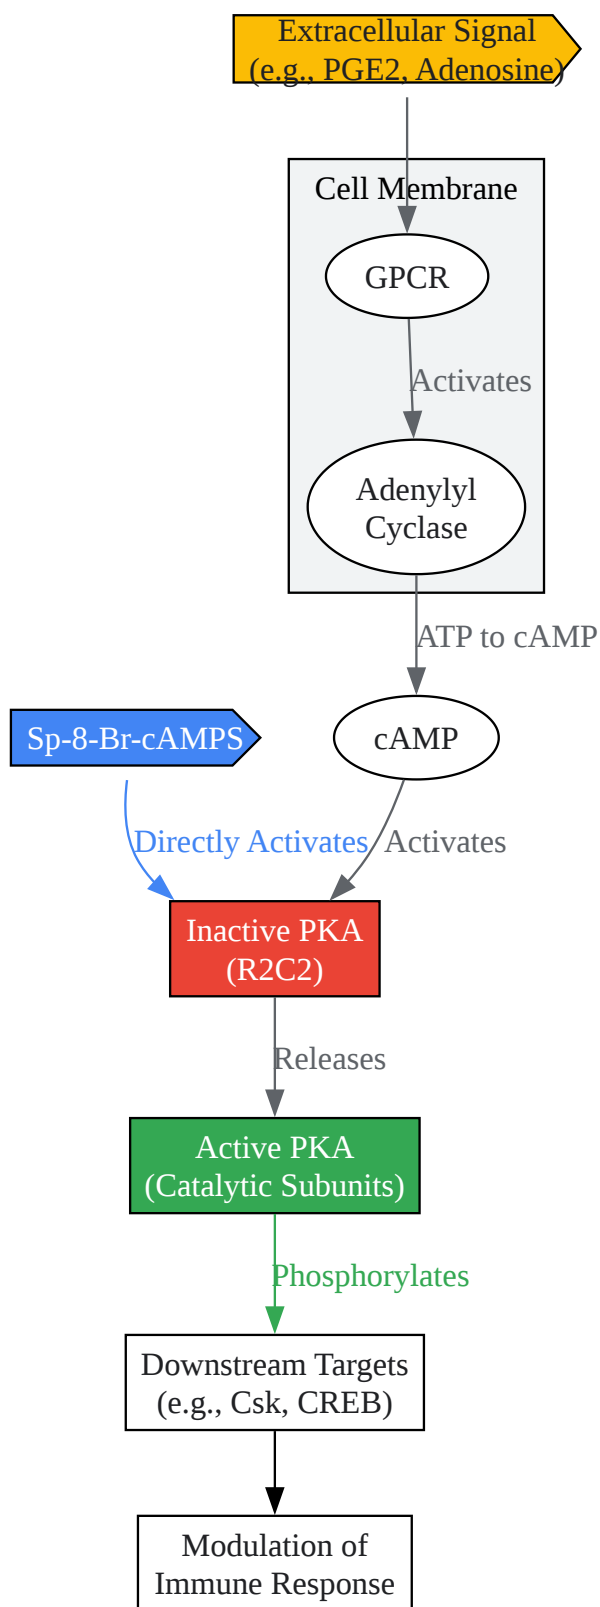 Extracellular Signal
(e.g., PGE2, Adenosine)
Cell Membrane
GPCR
Activates
Adenylyl
Cyclase
ATP to cAMP
Sp-8-Br-cAMPS
cAMP
Directly Activates
Activates
Inactive PKA
(R2C2)
Releases
Active PKA
(Catalytic Subunits)
Phosphorylates
Downstream Targets
(e.g., Csk, CREB)
Modulation of
Immune Response